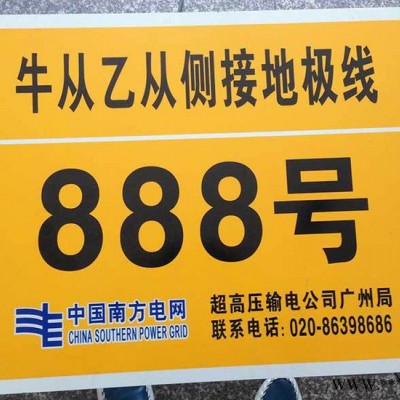 牛从乙从侧接地极线
888号
中国南方电网
CHINA SOUTHERN POWER GRID
超高压输电公司广州局
联系电话: 020-86398686